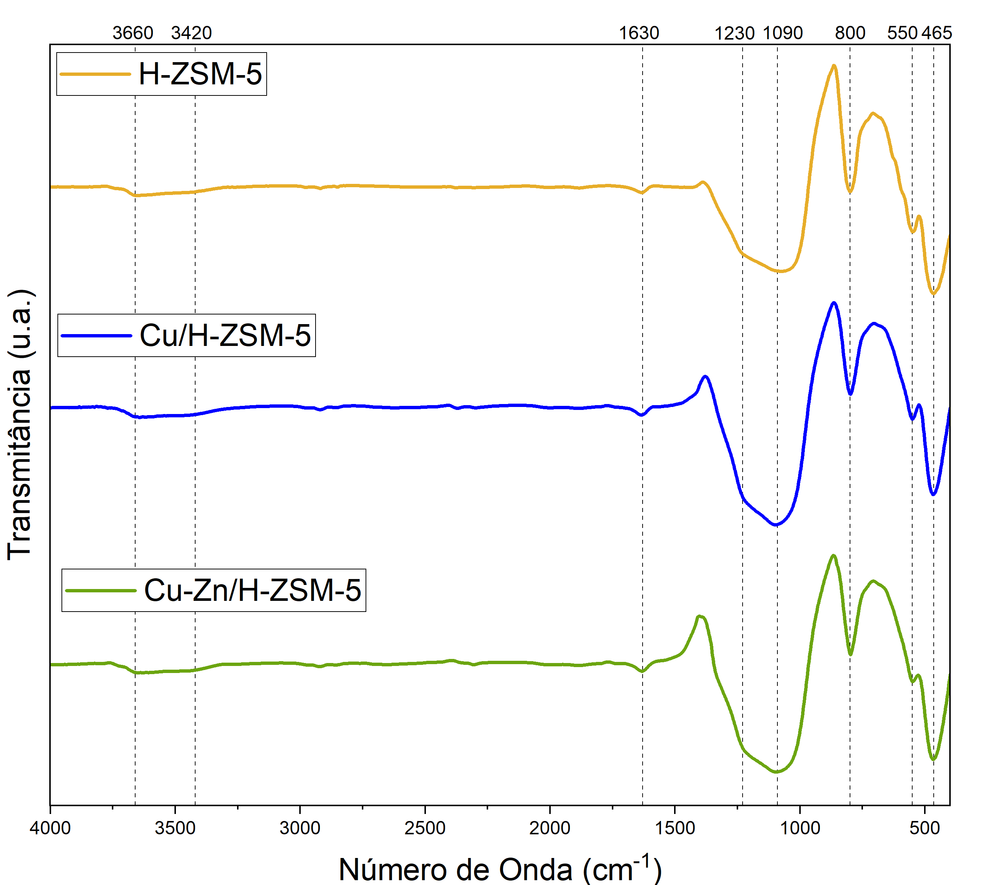 3660 3420 1630 1230 1090 800 550 465
H-ZSM-5
Cu/H-ZSM-5
Cu-Zn/H-ZSM-5
Transmitância (u.a.)
4000 3500 3000 2500 2000 1500 1000 500
Número de Onda (cm⁻¹)